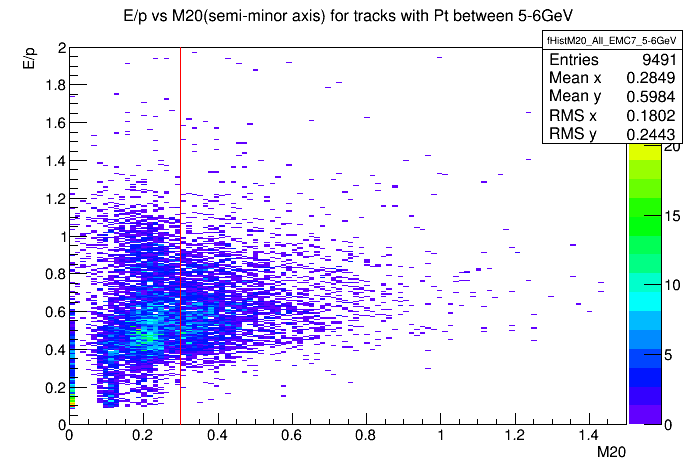 E/p vs M20(semi-minor axis) for tracks with Pt between 5-6GeV
fHistM20_All_EMC7_5-6GeV
Entries 9491
Mean x 0.2849
Mean y 0.5984
RMS x 0.1802
RMS y 0.2443
E/p
2
1.8
1.6
1.4
1.2
1
0.8
0.6
0.4
0.2
0
0 0.2 0.4 0.6 0.8 1 1.2 1.4
M20
20
15
10
5
0